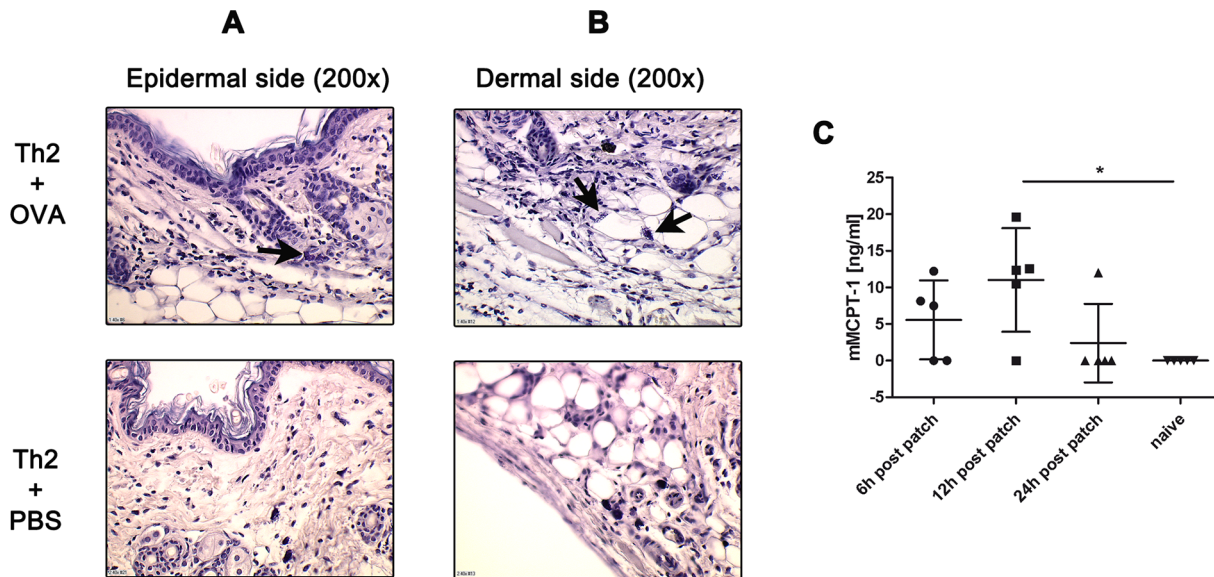 A
B
Epidermal side (200x)
Dermal side (200x)
Th2
+
OVA
Th2
+
PBS
C
*
mMCPT-1 [ng/ml]
25
20
15
10
5
0
-5
6h post patch
12h post patch
24h post patch
naive